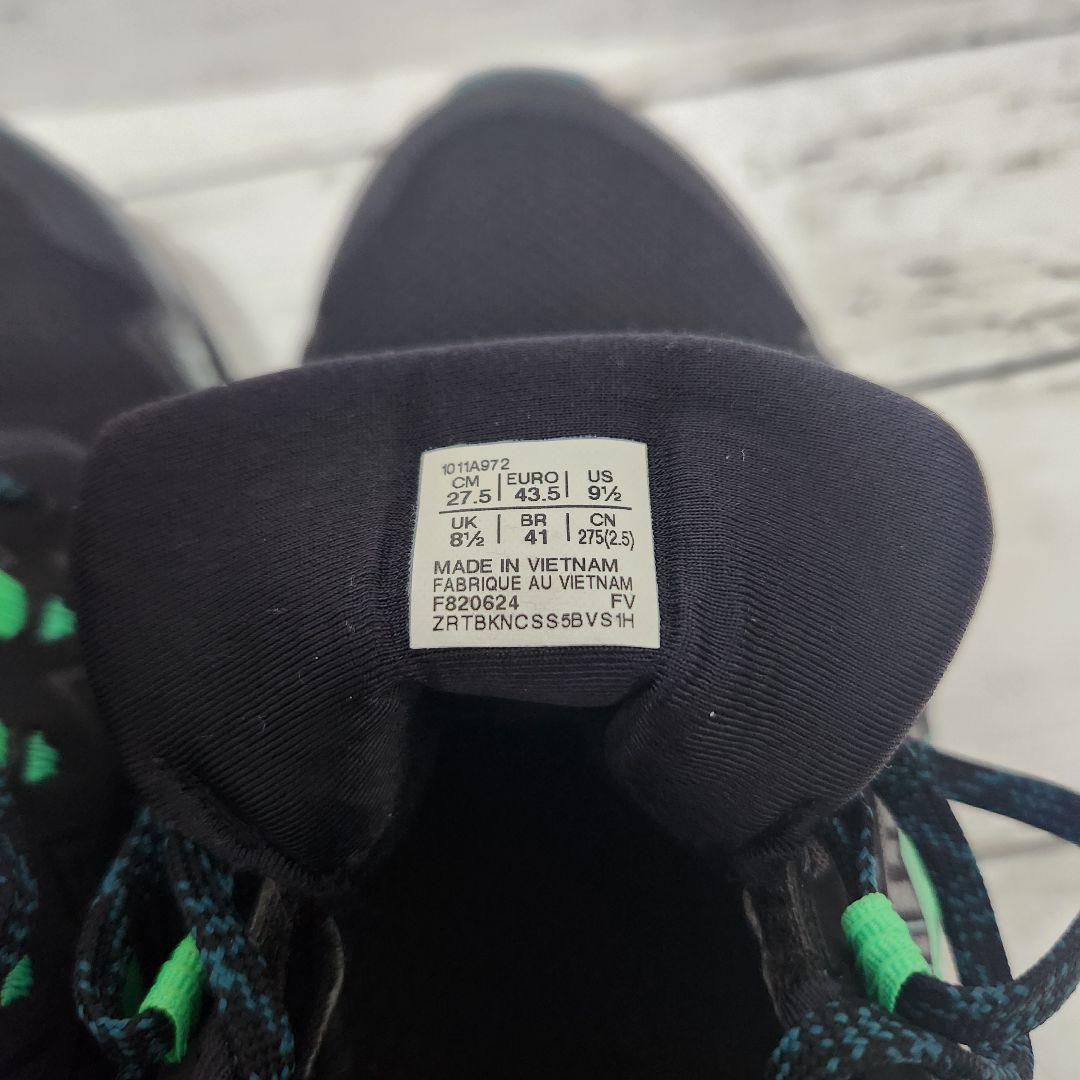 1011A972
CM EURO US
27.5 43.5 9½
UK BR CN
8½ 41 275(2.5)
MADE IN VIETNAM
FABRIQUE AU VIETNAM
F820624 FV
ZRTBKNCSS5BVS1H